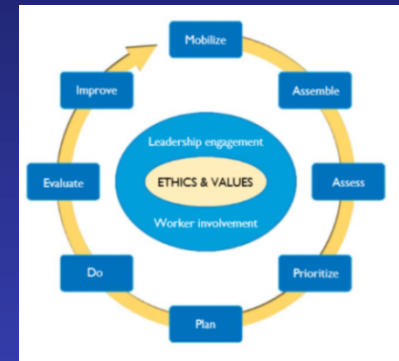 Mobilize
Assemble
Assess
Prioritize
Plan
Do
Evaluate
Improve
Leadership engagement
ETHICS & VALUES
Worker involvement